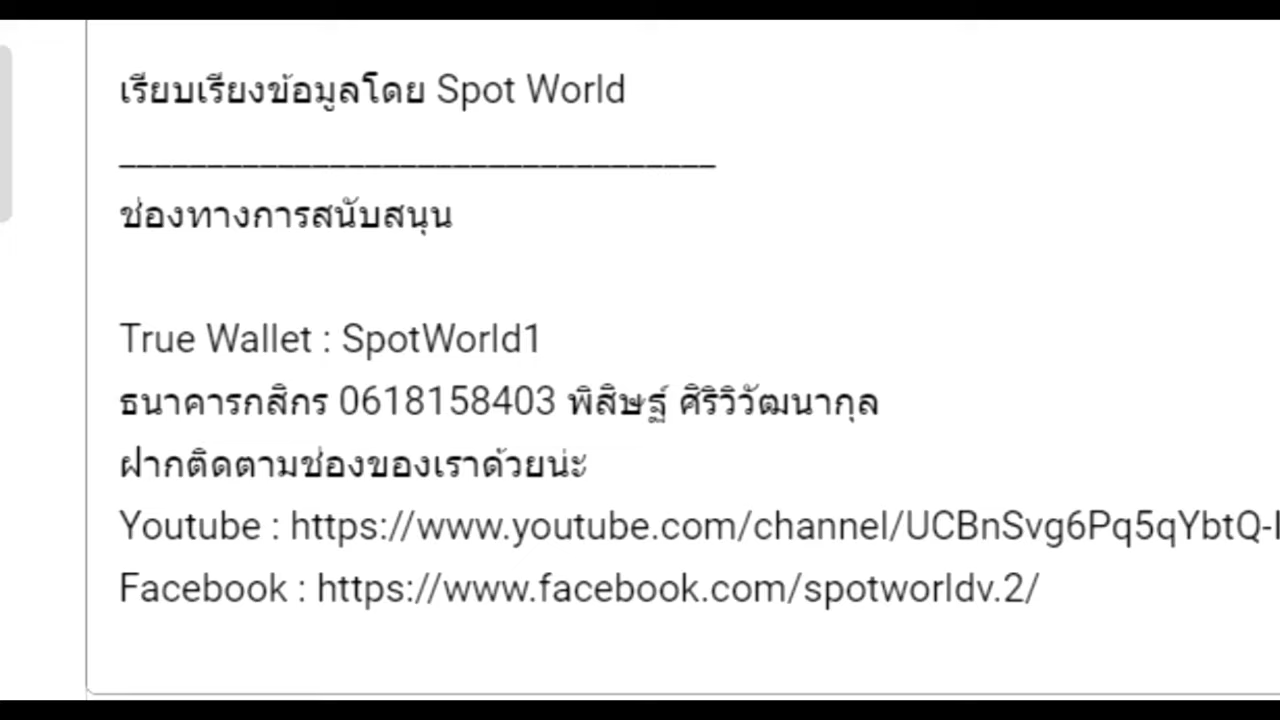 เรียบเรียงข้อมูลโดย Spot World
__________________________________
ช่องทางการสนับสนุน
True Wallet : SpotWorld1
ธนาคารกสิกร 0618158403 พิสิษฐ์ ศิริวิวัฒนากุล
ฝากติดตามช่องของเราด้วยน่ะ
Youtube : https://www.youtube.com/channel/UCBnSvg6Pq5qYbtQ-
Facebook : https://www.facebook.com/spotworldv.2/